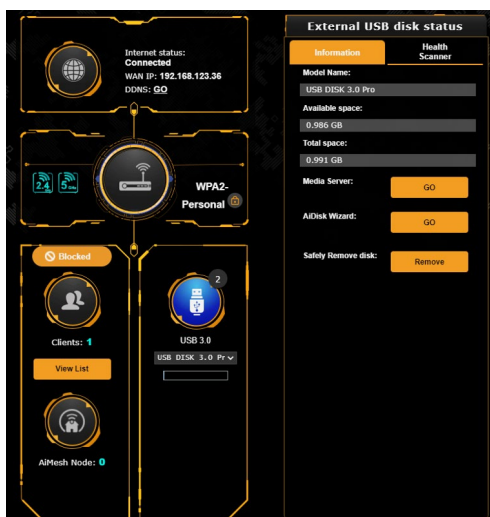 Internet status:
Connected
WAN IP: 192.168.123.36
DDNS: GO
2.4
5
WPA2-
Personal
Blocked
Clients: 1
View List
AiMesh Node: 0
2
USB 3.0
USB DISK 3.0 Pr
External USB disk status
Information
Health
Scanner
Model Name:
USB DISK 3.0 Pro
Available space:
0.986 GB
Total space:
0.991 GB
Media Server:
GO
AiDisk Wizard:
GO
Safely Remove disk:
Remove